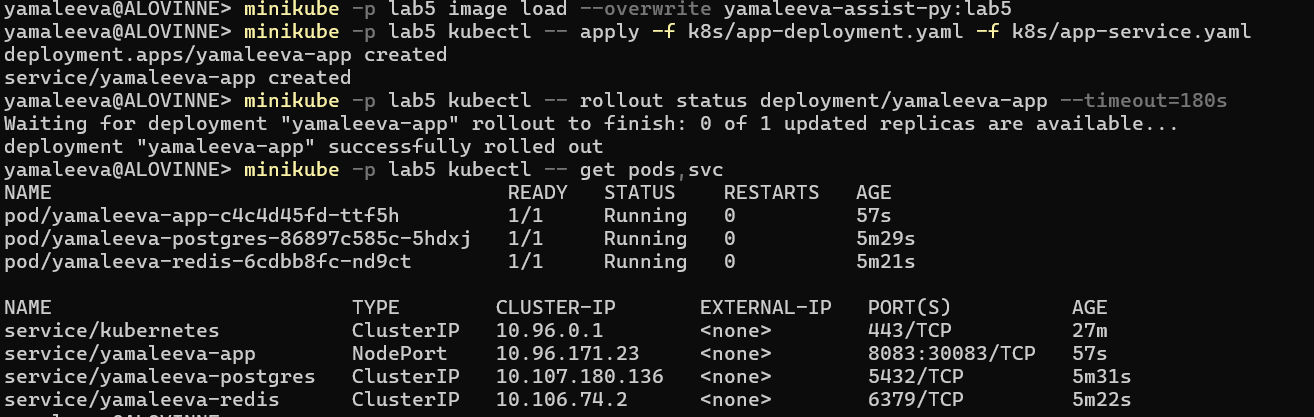 yamaleeva@ALOVINNE> minikube -p lab5 image load --overwrite yamaleeva-assist-py:lab5
yamaleeva@ALOVINNE> minikube -p lab5 kubectl -- apply -f k8s/app-deployment.yaml -f k8s/app-service.yaml
deployment.apps/yamaleeva-app created
service/yamaleeva-app created
yamaleeva@ALOVINNE> minikube -p lab5 kubectl -- rollout status deployment/yamaleeva-app --timeout=180s
Waiting for deployment "yamaleeva-app" rollout to finish: 0 of 1 updated replicas are available...
deployment "yamaleeva-app" successfully rolled out
yamaleeva@ALOVINNE> minikube -p lab5 kubectl -- get pods,svc
NAME READY STATUS RESTARTS AGE
pod/yamaleeva-app-c4c4d45fd-ttf5h 1/1 Running 0 57s
pod/yamaleeva-postgres-86897c585c-5hdxj 1/1 Running 0 5m29s
pod/yamaleeva-redis-6cdbb8fc-nd9ct 1/1 Running 0 5m21s
NAME TYPE CLUSTER-IP EXTERNAL-IP PORT(S) AGE
service/kubernetes ClusterIP 10.96.0.1 <none> 443/TCP 27m
service/yamaleeva-app NodePort 10.96.171.23 <none> 8083:30083/TCP 57s
service/yamaleeva-postgres ClusterIP 10.107.180.136 <none> 5432/TCP 5m31s
service/yamaleeva-redis ClusterIP 10.106.74.2 <none> 6379/TCP 5m22s